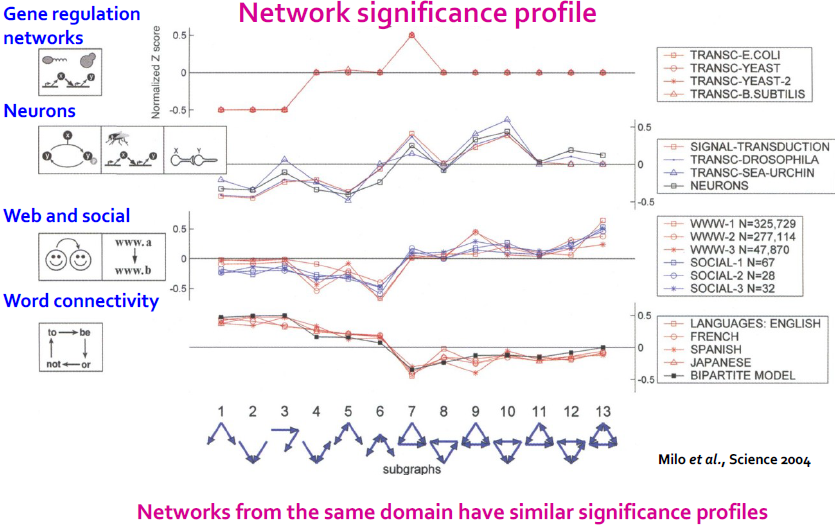 Network significance profile
Gene regulation
networks
x
y
Normalized Z score
0.5
0
-0.5
TRANSC-E.COLI
TRANSC-YEAST
TRANSC-YEAST-2
TRANSC-B.SUBTILIS
Neurons
x
y
y
x
y
X
Y
0.5
0
-0.5
SIGNAL-TRANSDUCTION
TRANSC-DROSOPHILA
TRANSC-SEA-URCHIN
NEURONS
Web and social
www.a
www.b
0.5
0
-0.5
WWW-1 N=325,729
WWW-2 N=277,114
WWW-3 N=47,870
SOCIAL-1 N=67
SOCIAL-2 N=28
SOCIAL-3 N=32
Word connectivity
to be
not or
0.5
0
-0.5
LANGUAGES: ENGLISH
FRENCH
SPANISH
JAPANESE
BIPARTITE MODEL
1 2 3 4 5 6 7 8 9 10 11 12 13
subgraphs
Milo et al., Science 2004
Networks from the same domain have similar significance profiles